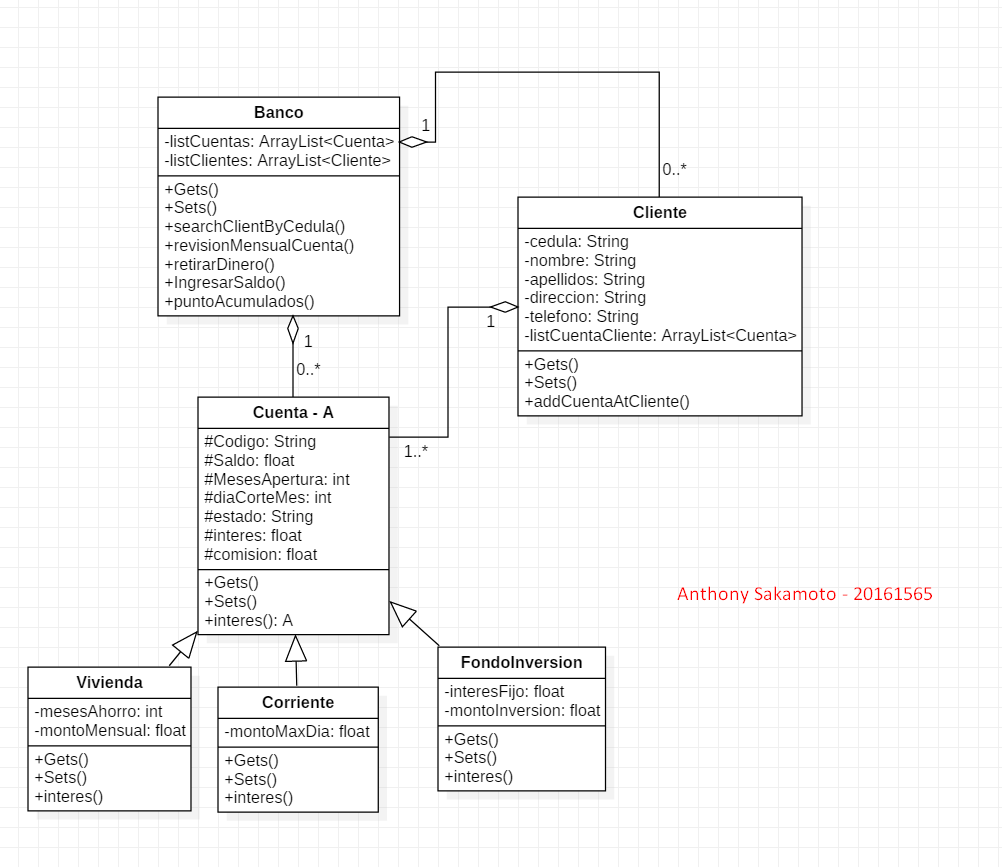 Banco
-listCuentas: ArrayList<Cuenta>
-listClientes: ArrayList<Cliente>
+Gets()
+Sets()
+searchClientByCedula()
+revisionMensualCuenta()
+retirarDinero()
+IngresarSaldo()
+puntoAcumulados()
1
0..*
Cliente
-cedula: String
-nombre: String
-apellidos: String
-direccion: String
-telefono: String
-listCuentaCliente: ArrayList<Cuenta>
+Gets()
+Sets()
+addCuentaAtCliente()
1
1..*
1
0..*
Cuenta - A
#Codigo: String
#Saldo: float
#MesesApertura: int
#diaCorteMes: int
#estado: String
#interes: float
#comision: float
+Gets()
+Sets()
+interes(): A
Anthony Sakamoto - 20161565
Vivienda
-mesesAhorro: int
-montoMensual: float
+Gets()
+Sets()
+interes()
Corriente
-montoMaxDia: float
+Gets()
+Sets()
+interes()
FondoInversion
-interesFijo: float
-montoInversion: float
+Gets()
+Sets()
+interes()